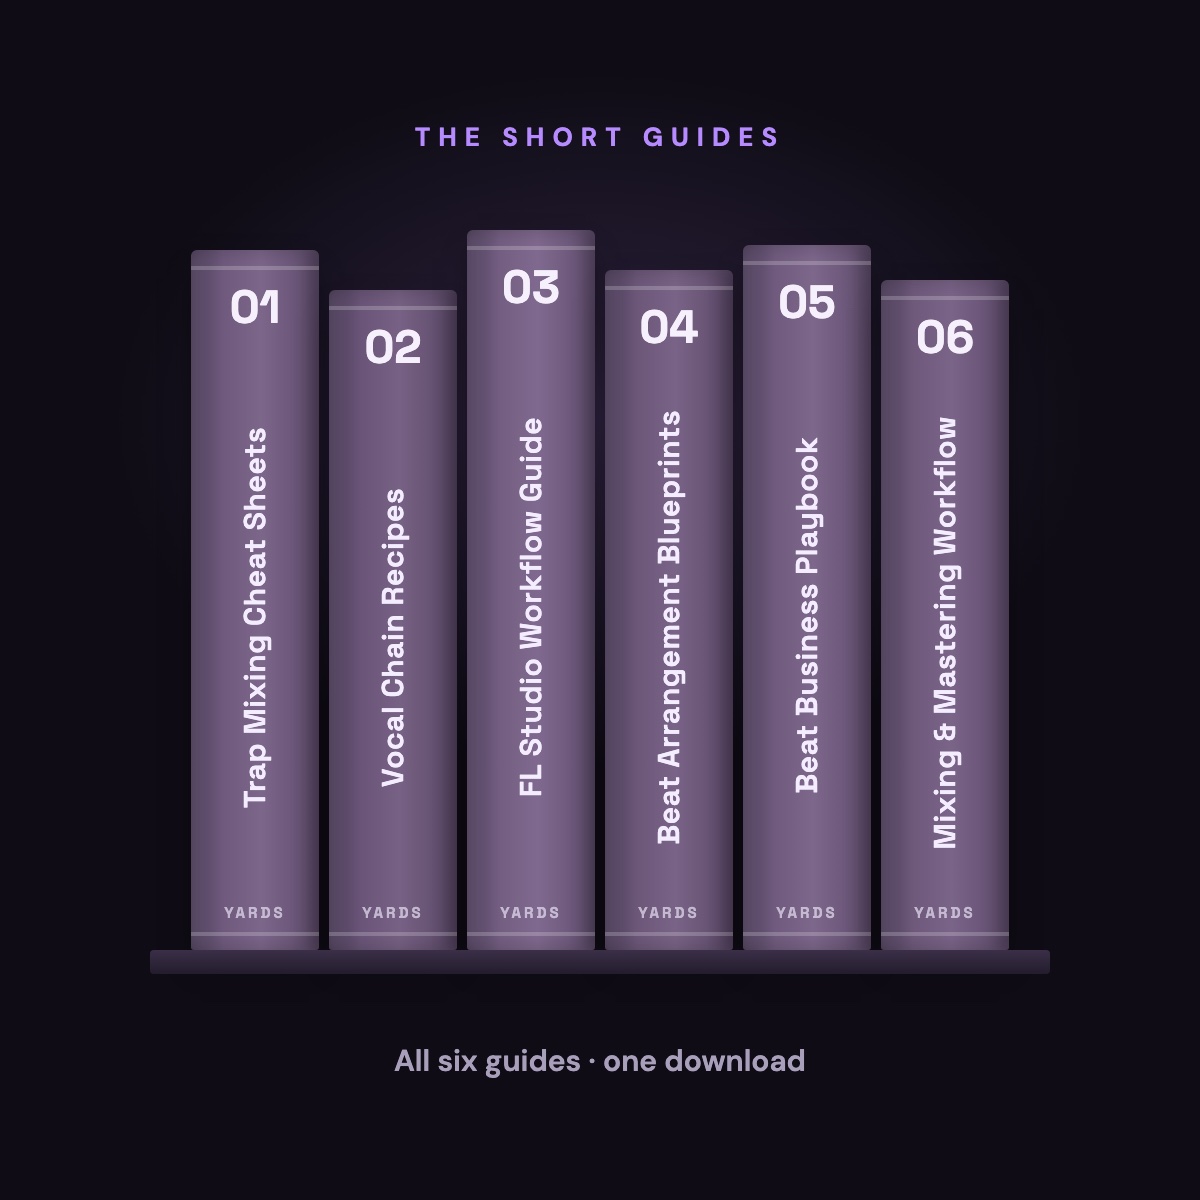 THE SHORT GUIDES
01
Trap Mixing Cheat Sheets
YARDS
02
Vocal Chain Recipes
YARDS
03
FL Studio Workflow Guide
YARDS
04
Beat Arrangement Blueprints
YARDS
05
Beat Business Playbook
YARDS
06
Mixing & Mastering Workflow
YARDS
All six guides · one download